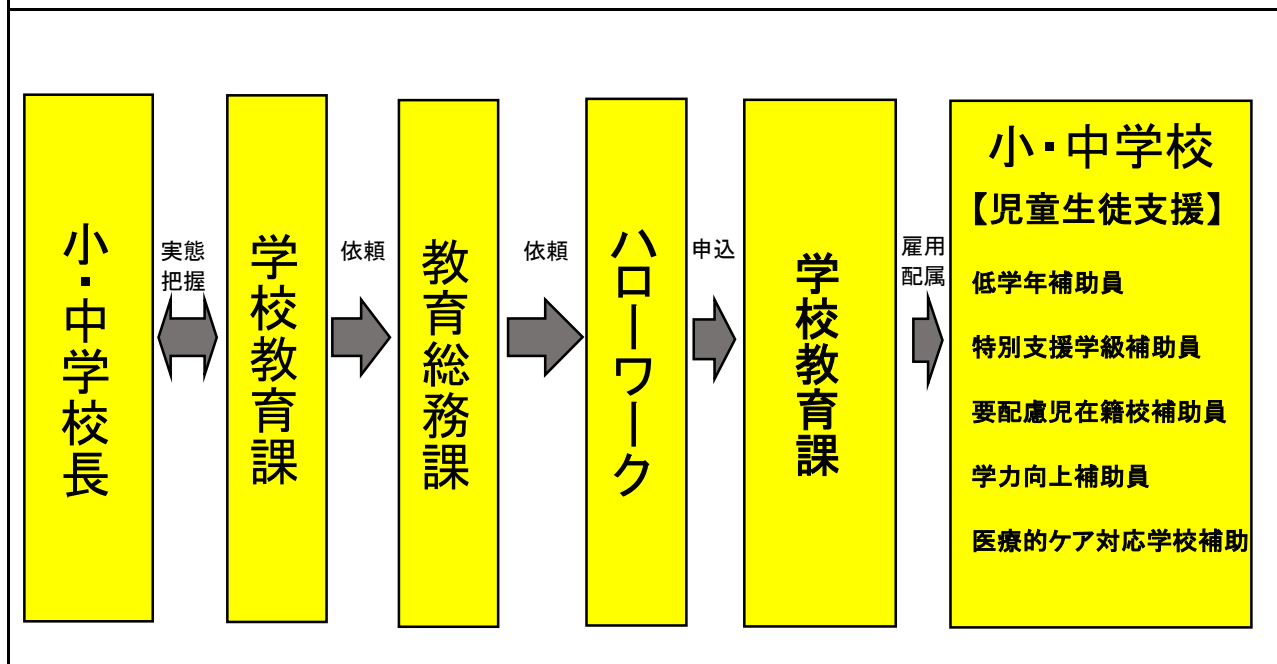 小・中学校長
実態
把握
学校教育課
依頼
教育総務課
依頼
ハローワーク
申込
学校教育課
雇用
配属
小・中学校
【児童生徒支援】
低学年補助員
特別支援学級補助員
要配慮児在籍校補助員
学力向上補助員
医療的ケア対応学校補助